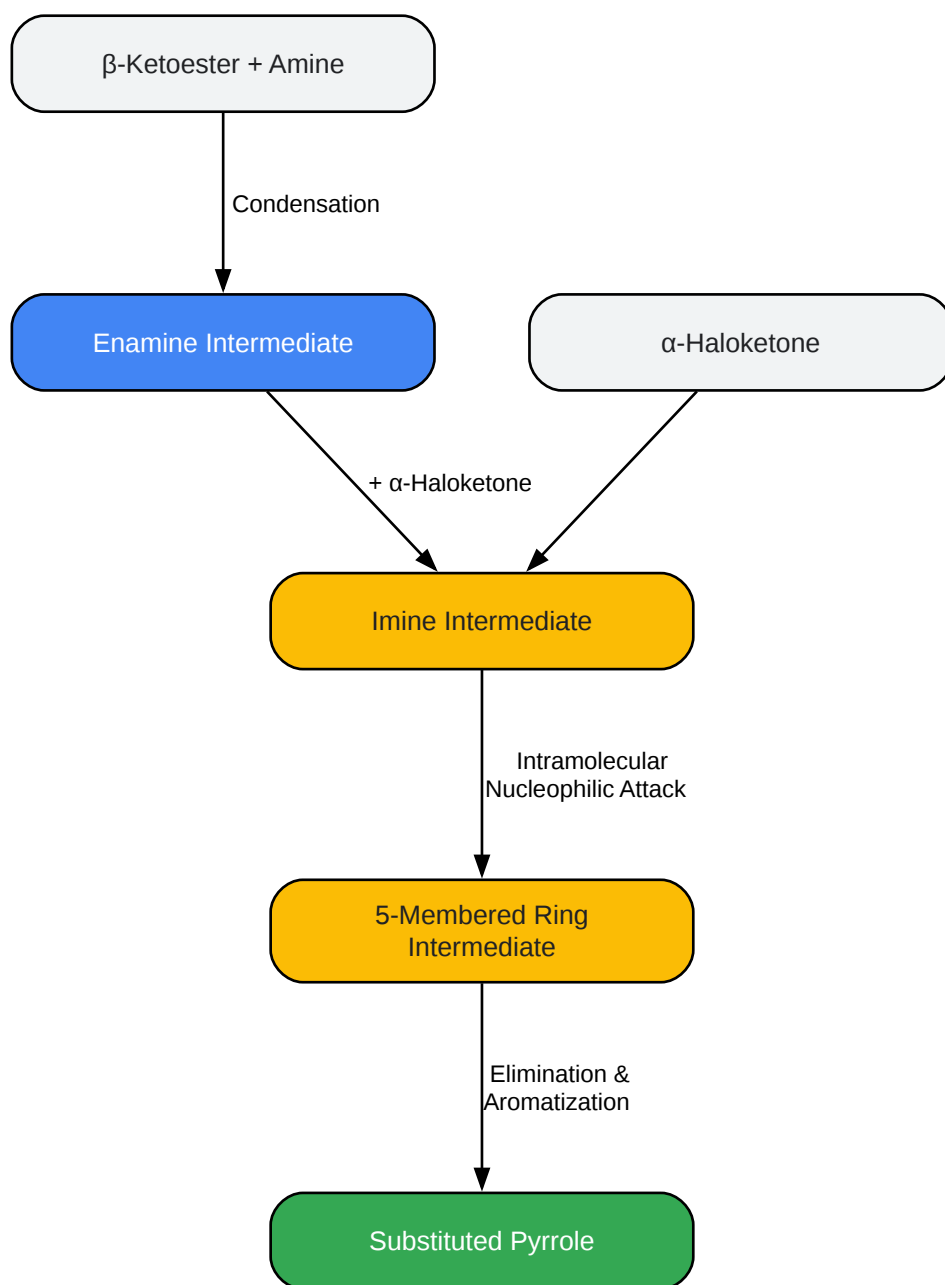 β-Ketoester + Amine
Condensation
Enamine Intermediate
α-Haloketone
+ α-Haloketone
Imine Intermediate
Intramolecular
Nucleophilic Attack
5-Membered Ring
Intermediate
Elimination &
Aromatization
Substituted Pyrrole